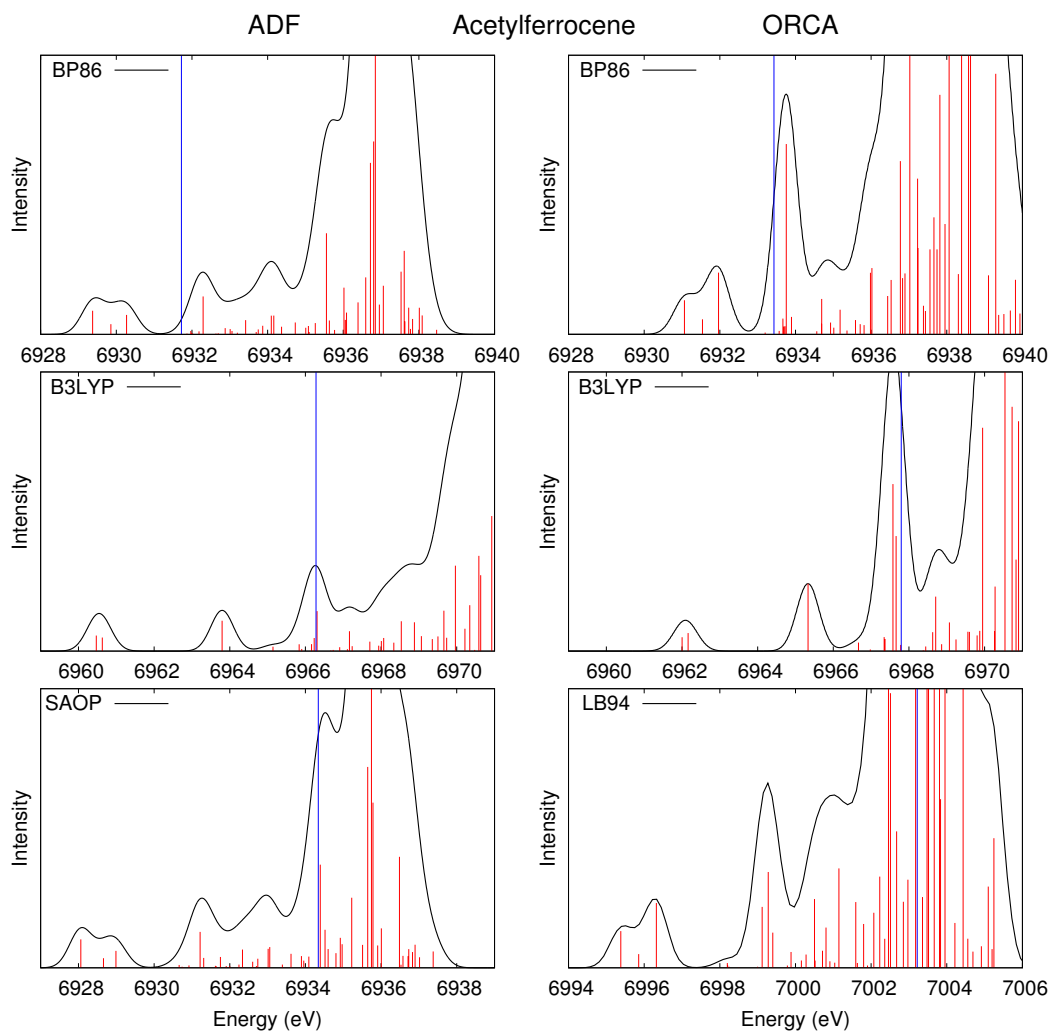 ADF Acetylferrocene ORCA
BP86
Intensity
6928 6930 6932 6934 6936 6938 6940
BP86
Intensity
6928 6930 6932 6934 6936 6938 6940
B3LYP
Intensity
6960 6962 6964 6966 6968 6970
B3LYP
Intensity
6960 6962 6964 6966 6968 6970
SAOP
Intensity
6928 6930 6932 6934 6936 6938
Energy (eV)
LB94
Intensity
6994 6996 6998 7000 7002 7004 7006
Energy (eV)